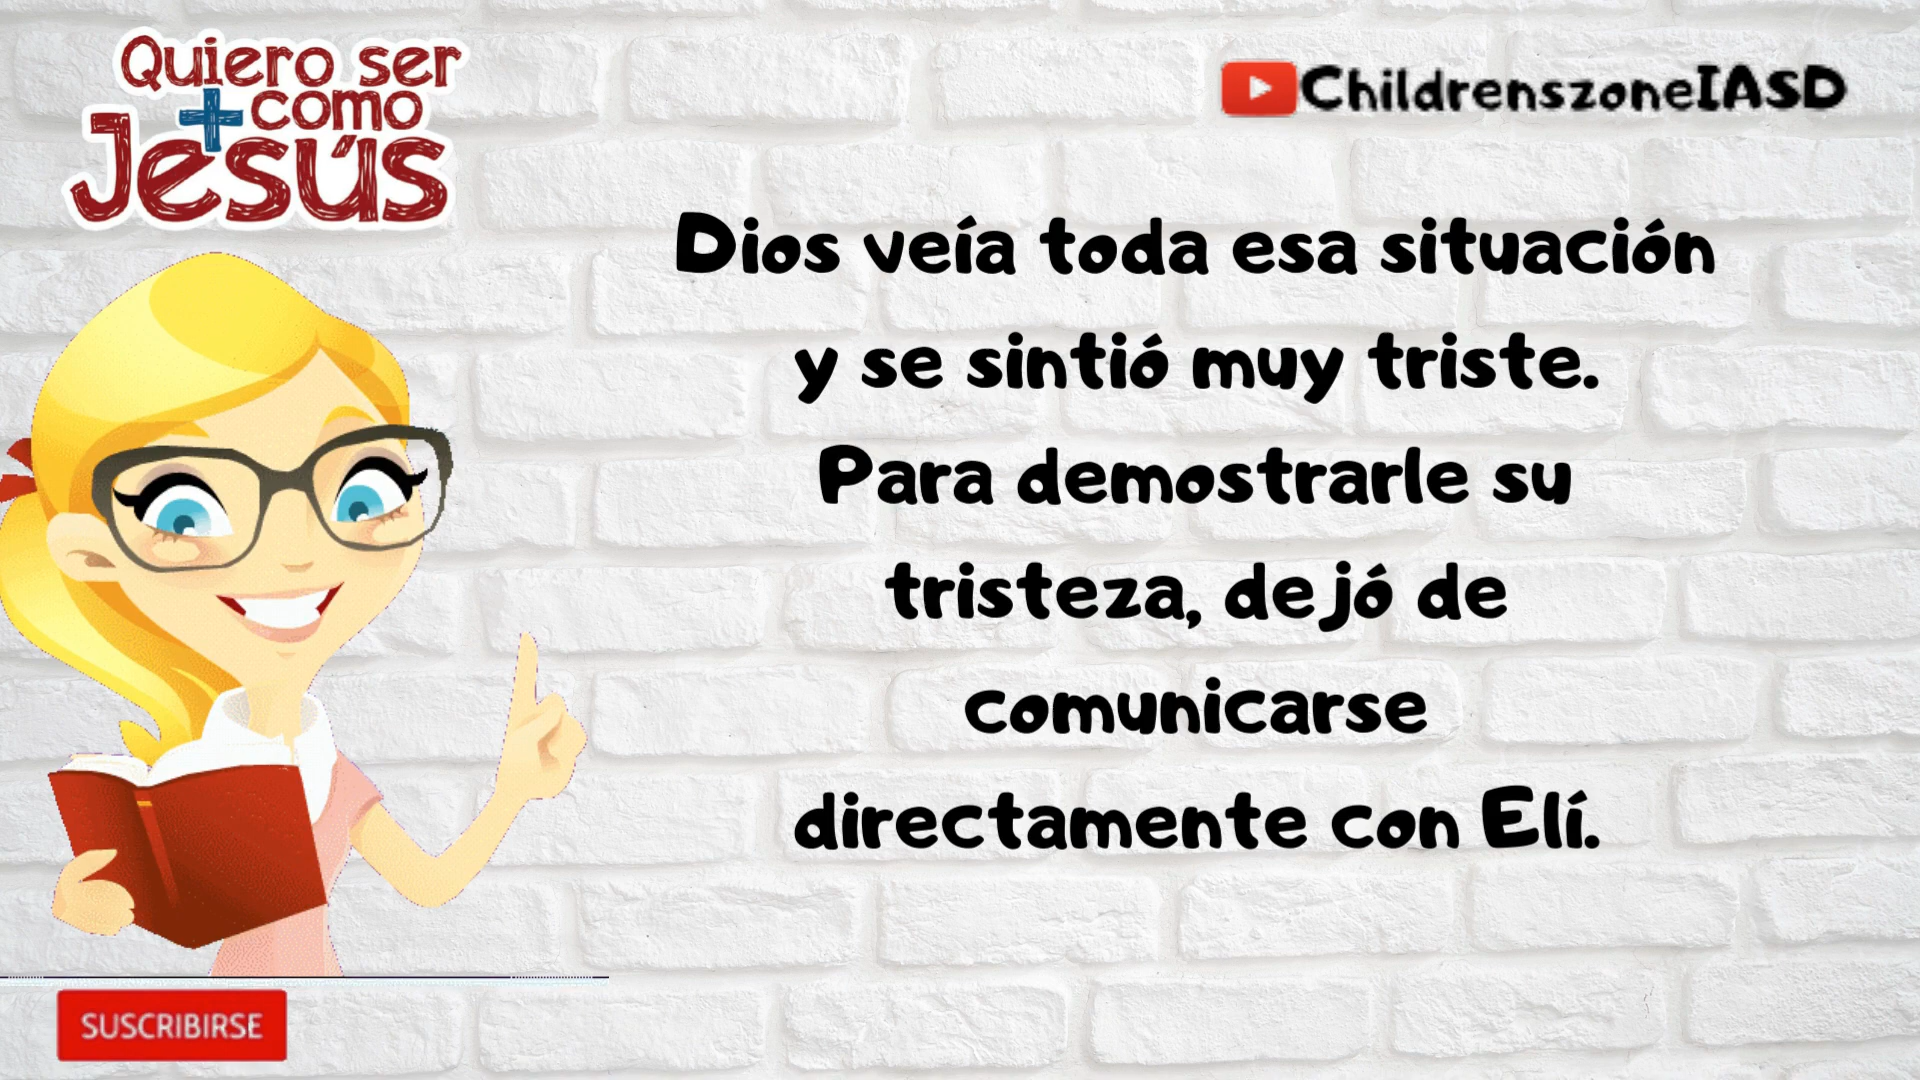 Quiero ser
+ como
Jesús
ChildrenszoneIASD
Dios veía toda esa situación
y se sintió muy triste.
Para demostrarle su
tristeza, dejó de
comunicarse
directamente con Elí.
SUSCRIBIRSE